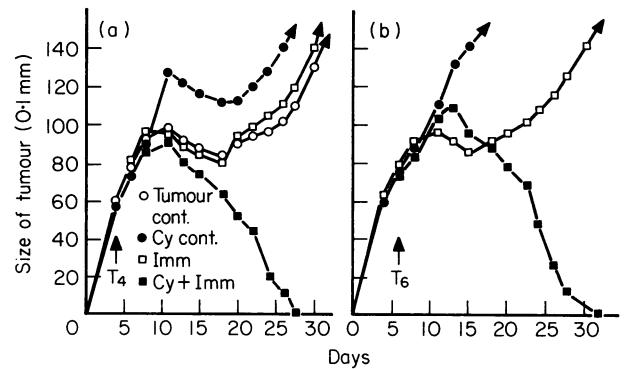 (a)
(b)
140
120
100
80
60
40
20
0
Size of tumour (0·1 mm)
T4
T6
Tumour
cont.
Cy cont.
Imm
Cy + Imm
5 10 15 20 25 30
0 5 10 15 20 25 30
Days